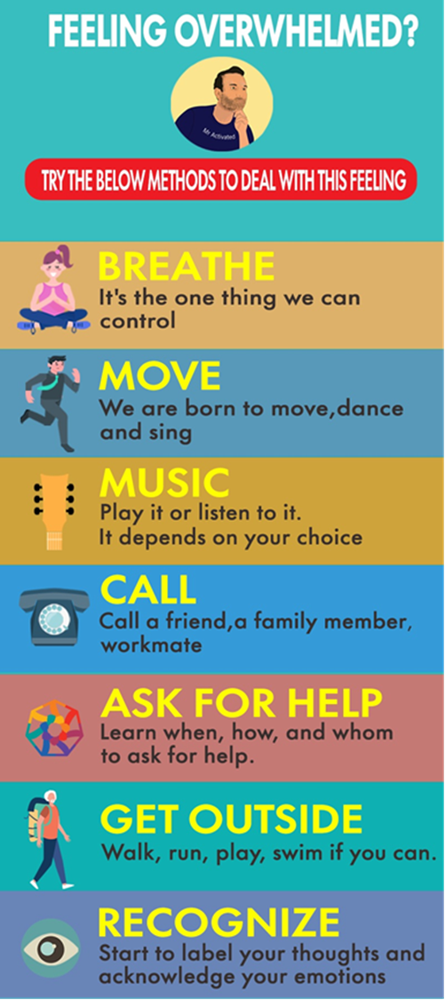 FEELING OVERWHELMED?
Mr Activated
TRY THE BELOW METHODS TO DEAL WITH THIS FEELING
BREATHE
It's the one thing we can
control
MOVE
We are born to move,dance
and sing
MUSIC
Play it or listen to it.
It depends on your choice
CALL
Call a friend,a family member,
workmate
ASK FOR HELP
Learn when, how, and whom
to ask for help.
GET OUTSIDE
Walk, run, play, swim if you can.
RECOGNIZE
Start to label your thoughts and
acknowledge your emotions